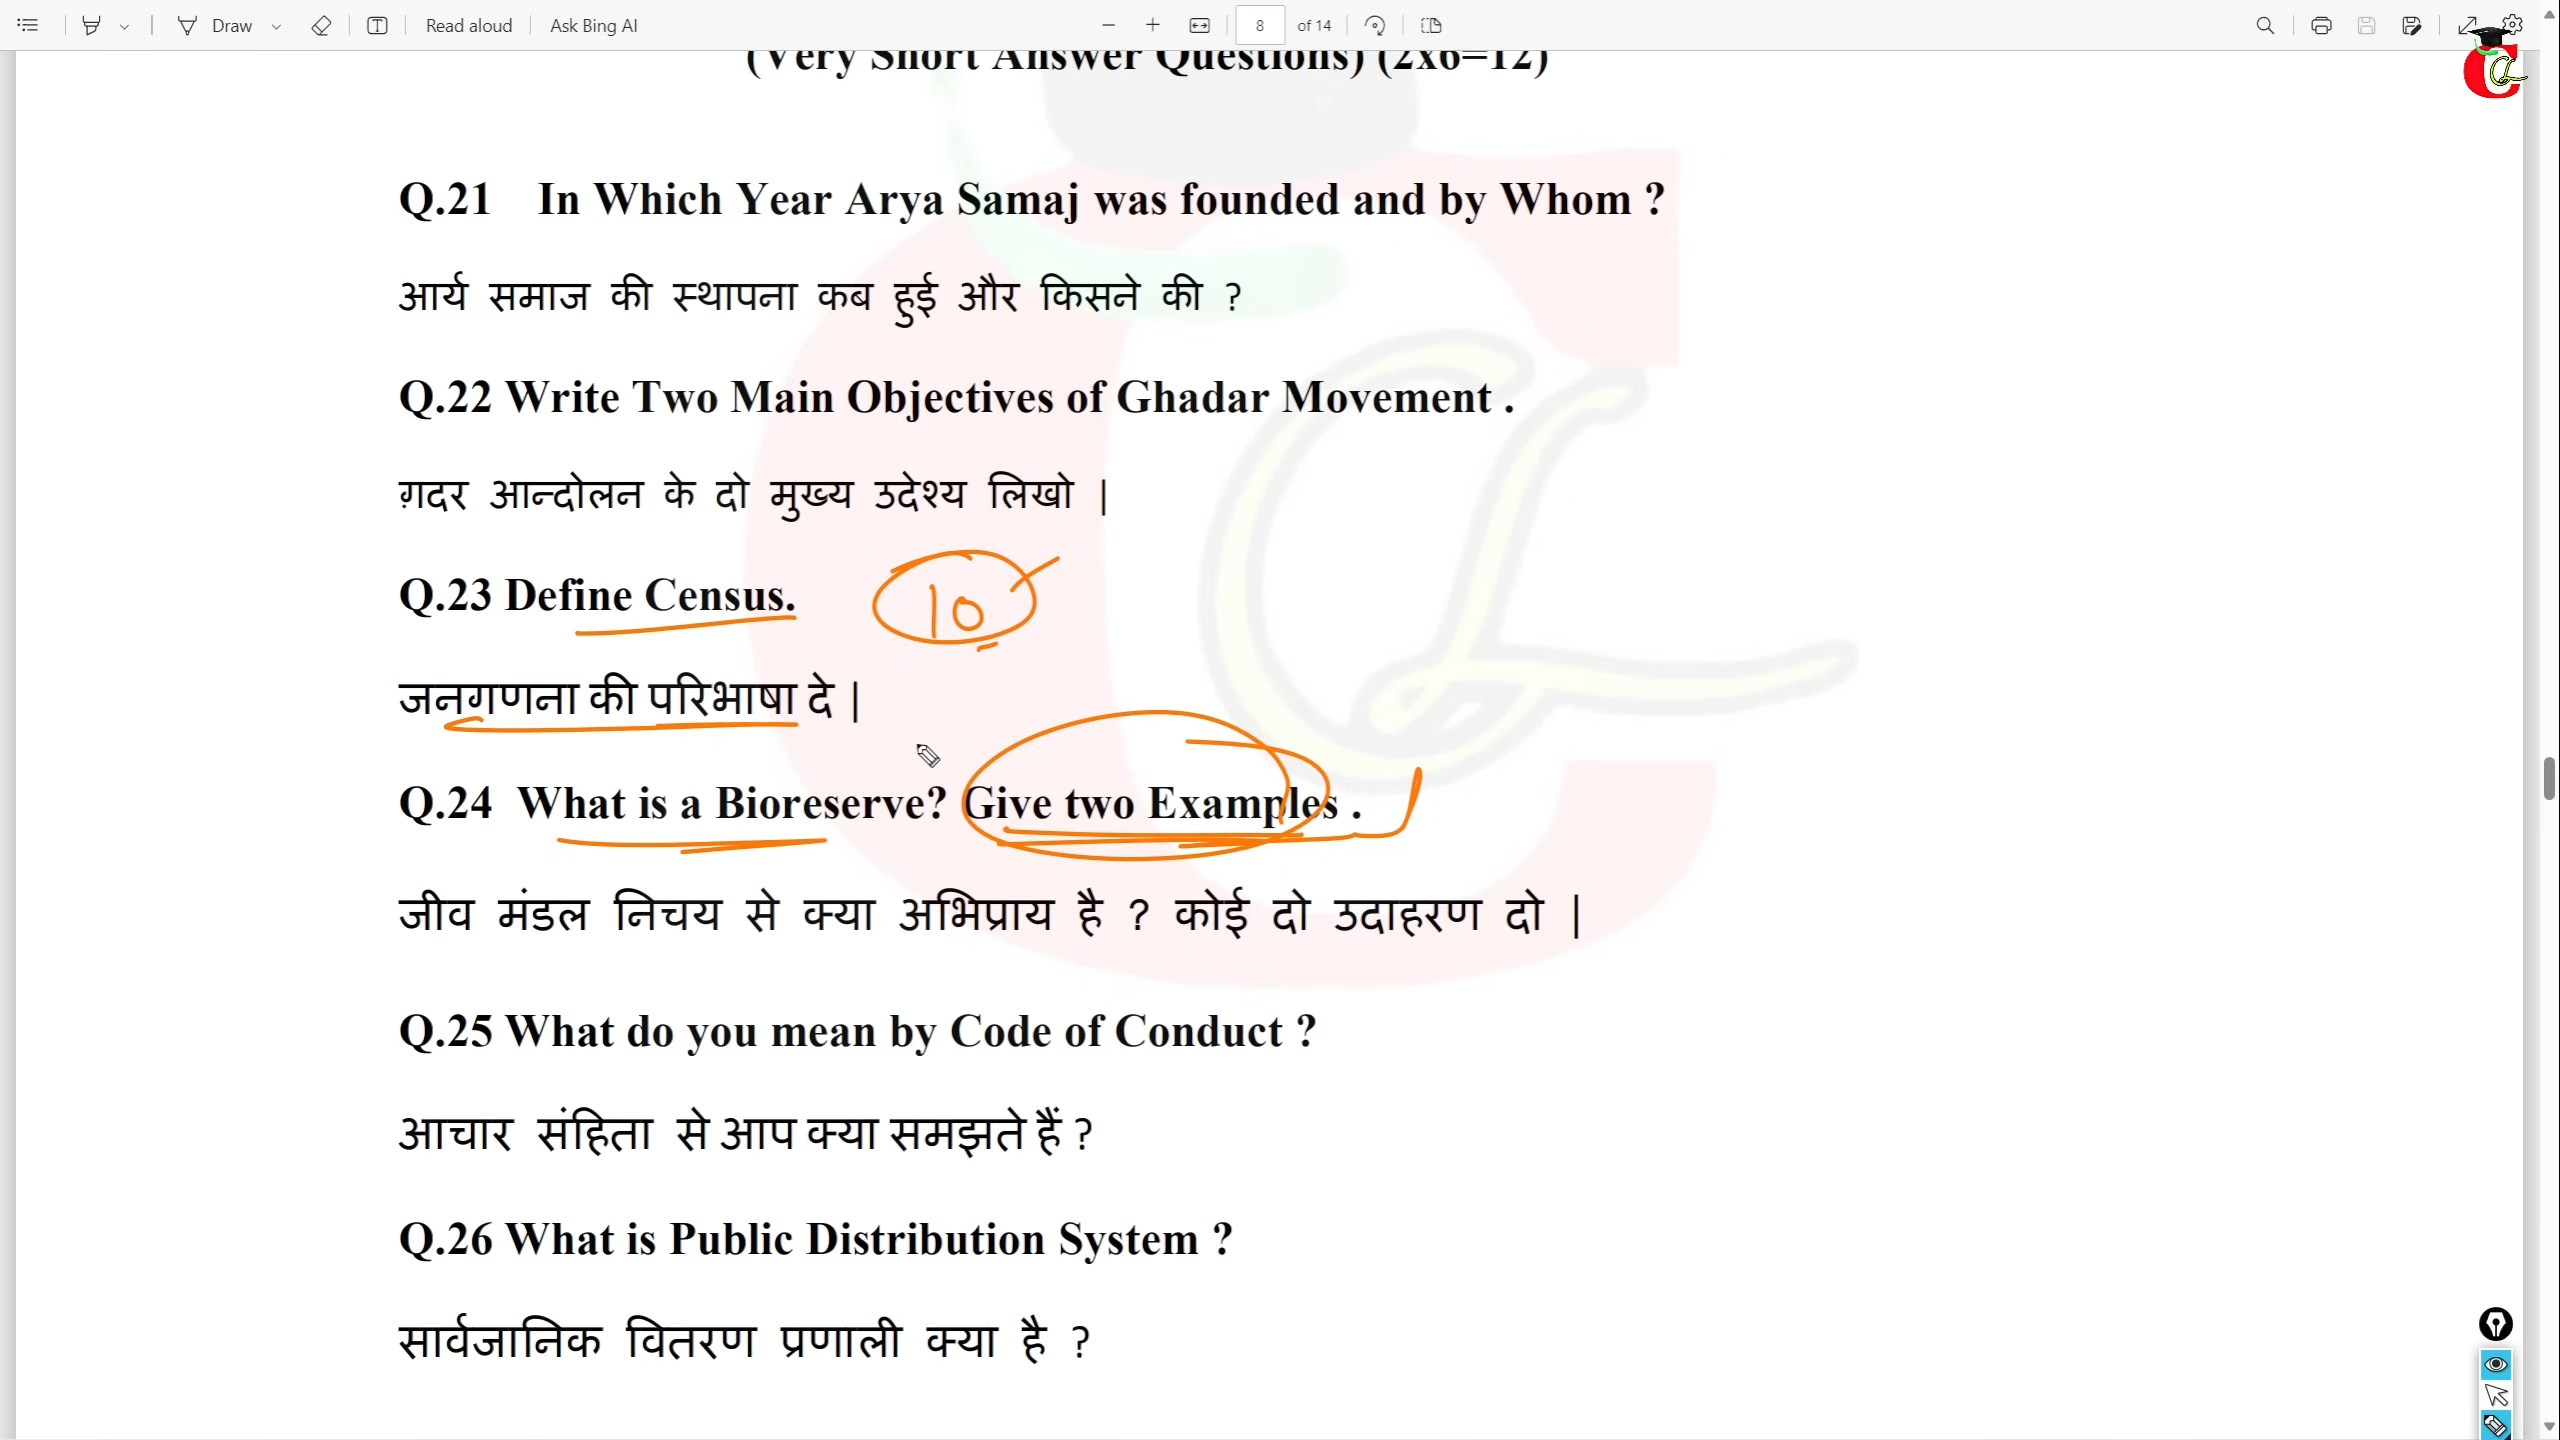 Draw
Read aloud
Ask Bing AI
8 of 14
(Very Short Answer Questions) (2x6=12)
Q.21 In Which Year Arya Samaj was founded and by Whom ?
आर्य समाज की स्थापना कब हुई और किसने की ?
Q.22 Write Two Main Objectives of Ghadar Movement .
ग़दर आन्दोलन के दो मुख्य उदेश्य लिखो |
Q.23 Define Census.
10
जनगणना की परिभाषा दे |
Q.24 What is a Bioreserve? Give two Examples .
जीव मंडल निचय से क्या अभिप्राय है ? कोई दो उदाहरण दो |
Q.25 What do you mean by Code of Conduct ?
आचार संहिता से आप क्या समझते हैं ?
Q.26 What is Public Distribution System ?
सार्वजानिक वितरण प्रणाली क्या है ?